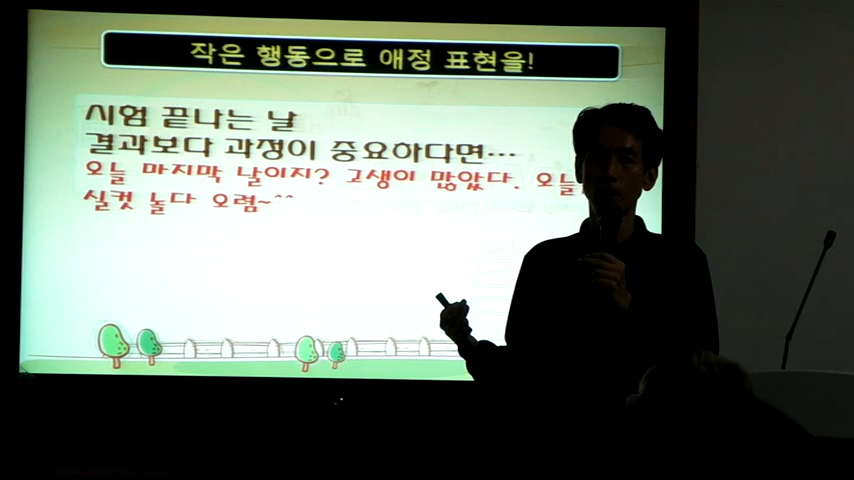 작은 행동으로 애정 표현을!
시험 끝나는 날
결과보다 과정이 중요하다면…
오늘 마지막 날이지? 고생이 많았다. 오늘
실컷 놀다 오렴~^^